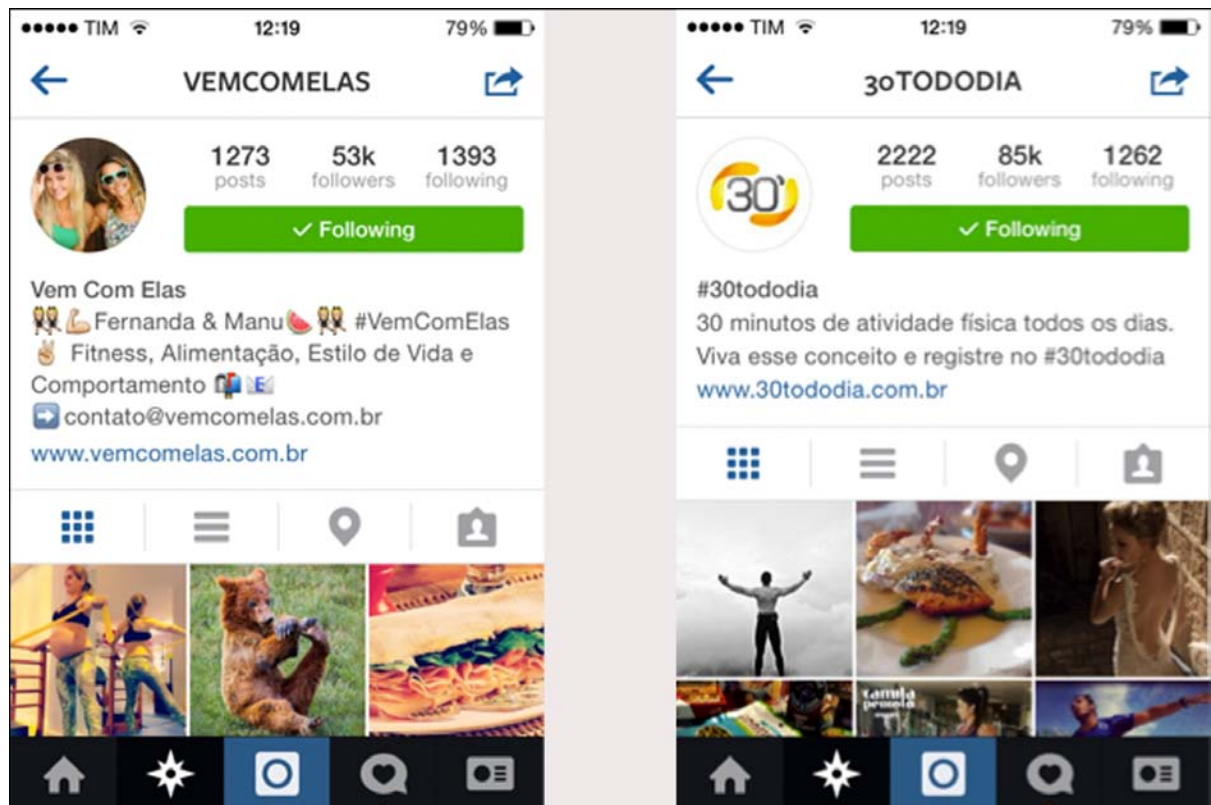 TIM 12:19 79%
VEMCOMELAS
1273 53k 1393
posts followers following
✓ Following
Vem Com Elas
👯💪Fernanda & Manu🍉👯 #VemComElas
✌ Fitness, Alimentação, Estilo de Vida e
Comportamento 📬📧
➡contato@vemcomelas.com.br
www.vemcomelas.com.br
TIM 12:19 79%
30TODODIA
30'
2222 85k 1262
posts followers following
✓ Following
#30tododia
30 minutos de atividade física todos os dias.
Viva esse conceito e registre no #30tododia
www.30tododia.com.br
camila